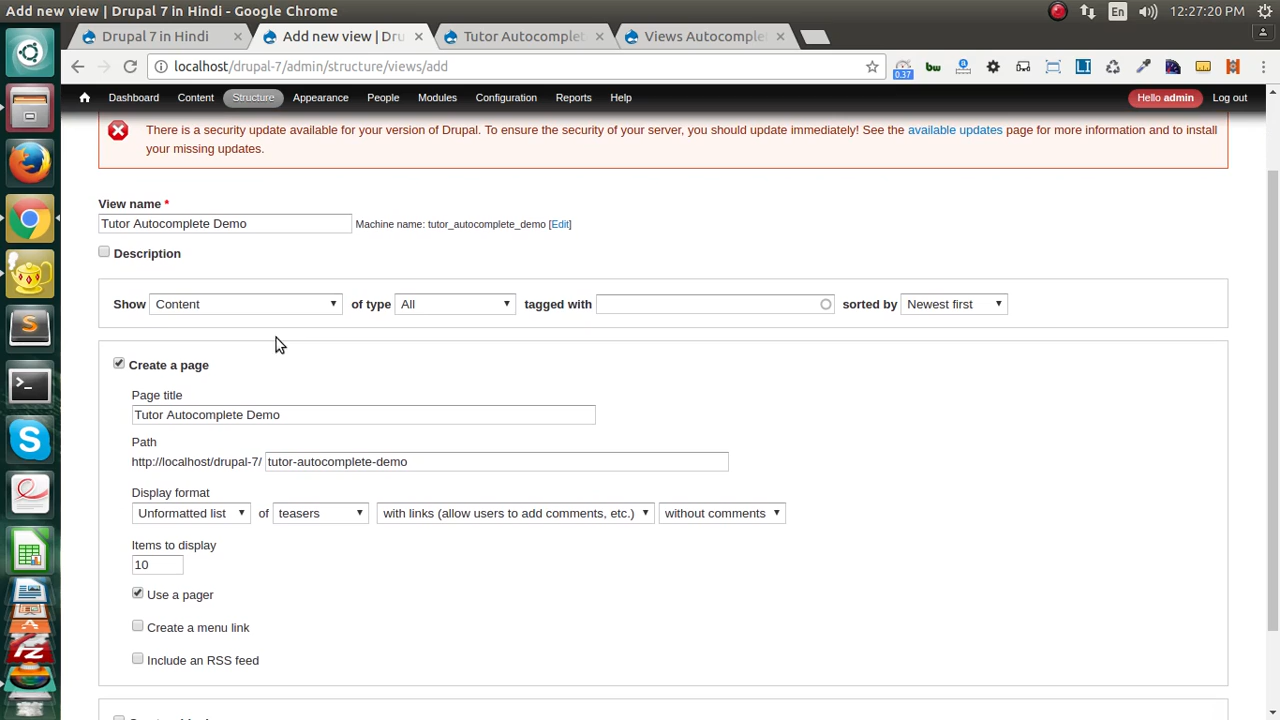 Add new view | Drupal 7 in Hindi - Google Chrome
En
12:27:20 PM
Drupal 7 in Hindi
Add new view | Dru
Tutor Autocomplet
Views Autocomplet
localhost/drupal-7/admin/structure/views/add
0.37
bw
LI
Dashboard
Content
Structure
Appearance
People
Modules
Configuration
Reports
Help
Hello admin
Log out
There is a security update available for your version of Drupal. To ensure the security of your server, you should update immediately! See the available updates page for more information and to install
your missing updates.
View name *
Tutor Autocomplete Demo
Machine name: tutor_autocomplete_demo [Edit]
Description
Show Content of type All tagged with sorted by Newest first
Create a page
Page title
Tutor Autocomplete Demo
Path
http://localhost/drupal-7/ tutor-autocomplete-demo
Display format
Unformatted list of teasers with links (allow users to add comments, etc.) without comments
Items to display
10
Use a pager
Create a menu link
Include an RSS feed